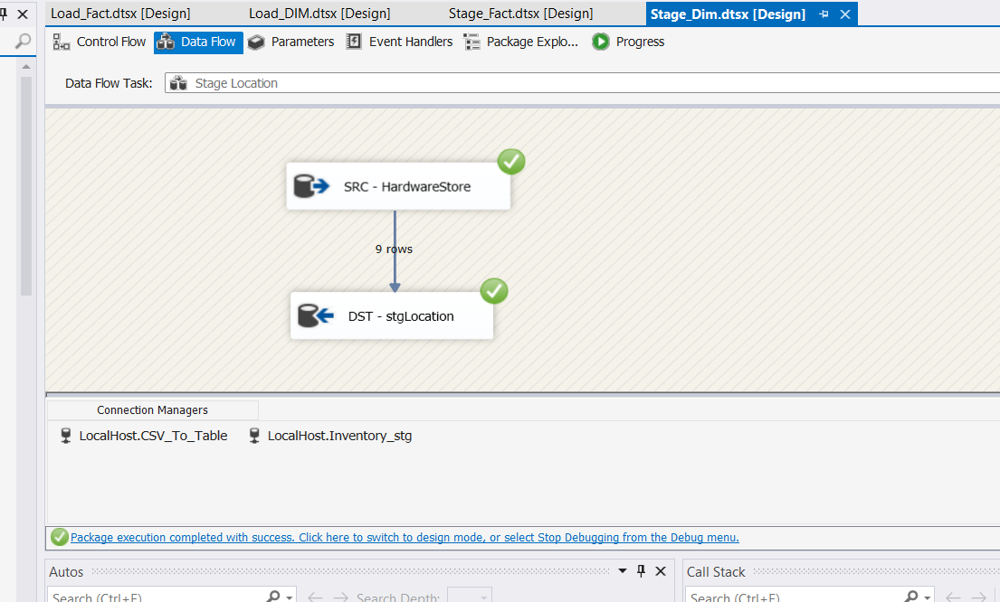 Load_Fact.dtsx [Design] Load_DIM.dtsx [Design] Stage_Fact.dtsx [Design] Stage_Dim.dtsx [Design]
Control Flow Data Flow Parameters Event Handlers Package Explo... Progress
Data Flow Task: Stage Location
SRC - HardwareStore
9 rows
DST - stgLocation
Connection Managers
LocalHost.CSV_To_Table LocalHost.Inventory_stg
Package execution completed with success. Click here to switch to design mode, or select Stop Debugging from the Debug menu.
Autos Call Stack
Search (Ctrl+E) Search Depth: Search (Ctrl+E)